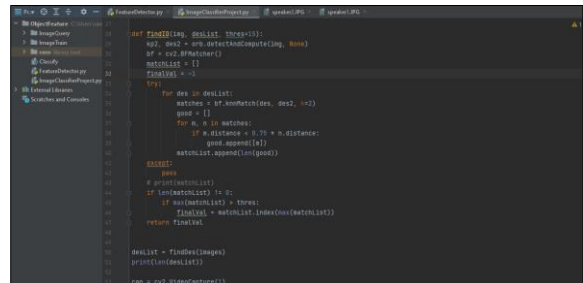 FeatureDetector.py ImageClassifierProject.py speaker2.JPG speaker1.JPG
ObjectFeature
ImageQuery
ImageTrain
venv
Classify
FeatureDetector.py
ImageClassifierProject.py
External Libraries
Scratches and Consoles
def findID(img, desList, thres=15):
kp2, des2 = orb.detectAndCompute(img, None)
bf = cv2.BFMatcher()
matchList = []
finalVal = -1
try:
for des in desList:
matches = bf.knnMatch(des, des2, k=2)
good = []
for m, n in matches:
if m.distance < 0.75 * n.distance:
good.append([m])
matchList.append(len(good))
except:
pass
# print(matchList)
if len(matchList) != 0:
if max(matchList) > thres:
finalVal = matchList.index(max(matchList))
return finalVal
desList = findDes(images)
print(len(desList))
cap = cv2.VideoCapture(1)